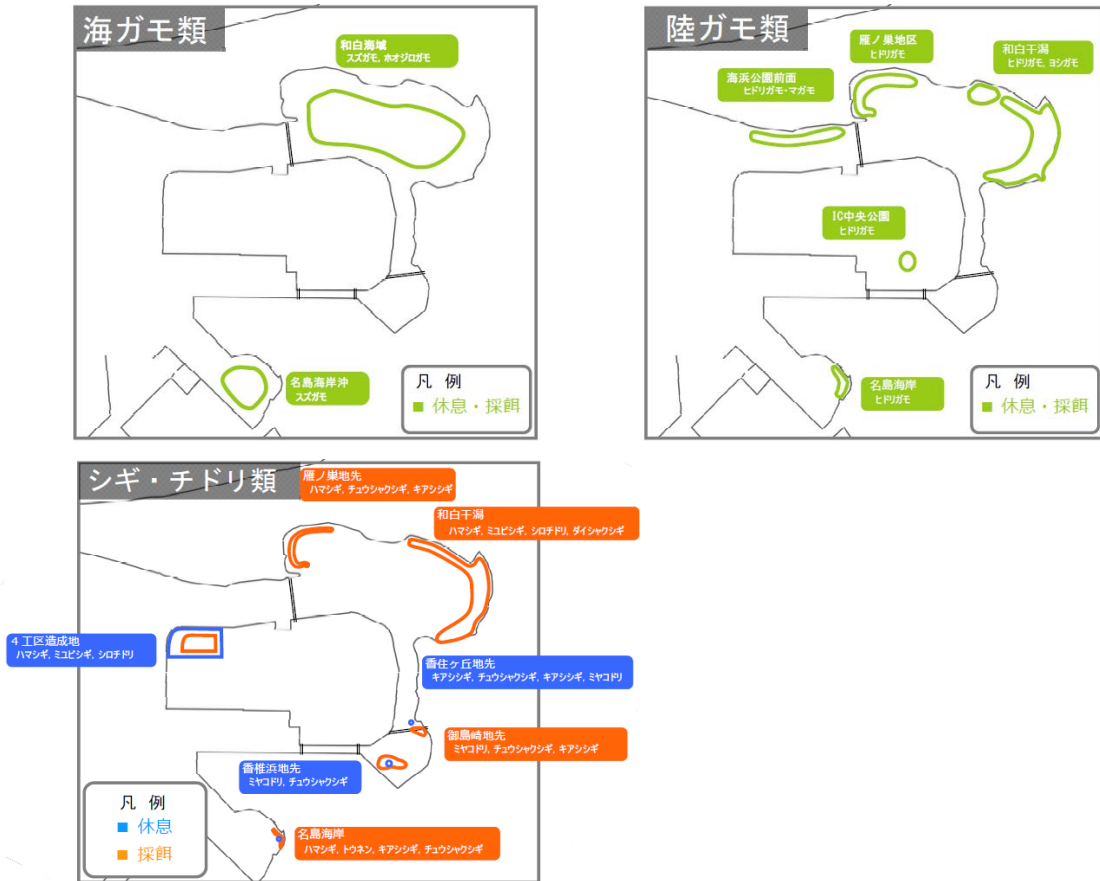 海ガモ類
和白海域
スズガモ, ホオジロガモ
名島海岸沖
スズガモ
凡 例
■ 休息・採餌
陸ガモ類
雁ノ巣地区
ヒドリガモ
和白干潟
ヒドリガモ, ヨシガモ
海浜公園前面
ヒドリガモ・マガモ
IC中央公園
ヒドリガモ
名島海岸
ヒドリガモ
凡 例
■ 休息・採餌
シギ・チドリ類
雁ノ巣地先
ハマシギ, チュウシャクシギ, キアシシギ
和白干潟
ハマシギ, ミユビシギ, シロチドリ, ダイシャクシギ
4工区造成地
ハマシギ, ミユビシギ, シロチドリ
香住ヶ丘地先
キアシシギ, チュウシャクシギ, キアシシギ, ミヤコドリ
御島崎地先
ミヤコドリ, チュウシャクシギ, キアシシギ
香椎浜地先
ミヤコドリ, チュウシャクシギ
名島海岸
ハマシギ, トウネン, キアシシギ, チュウシャクシギ
凡 例
■ 休息
■ 採餌